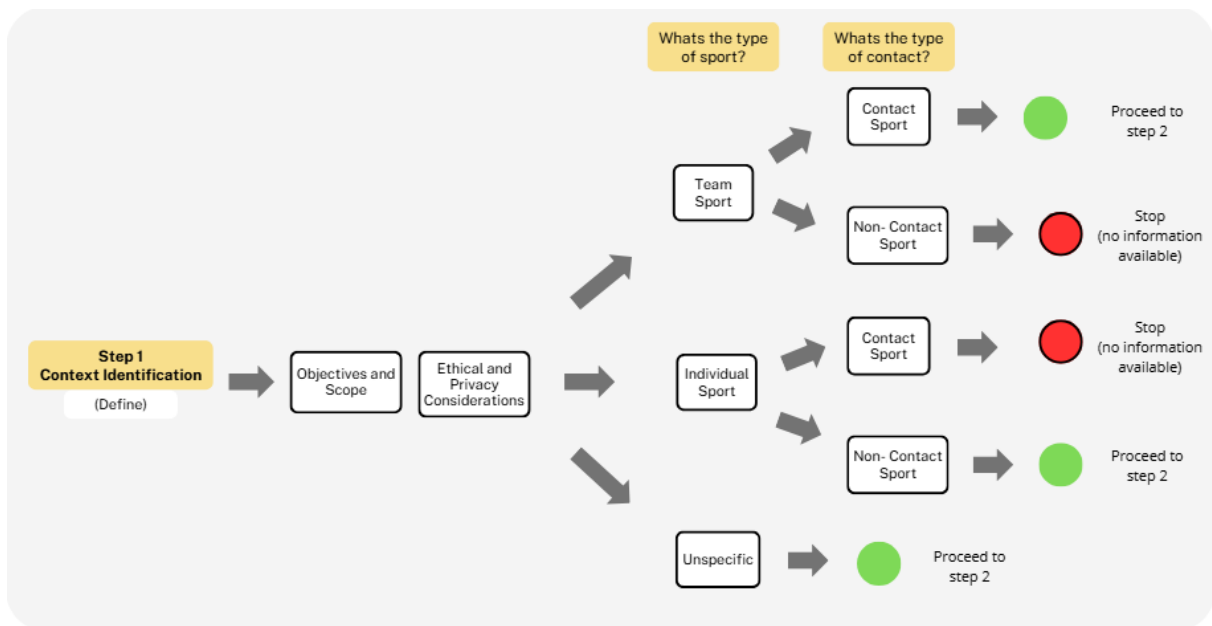 Whats the type
of sport?
Whats the type
of contact?
Contact
Sport
Proceed to
step 2
Team
Sport
Non- Contact
Sport
Stop
(no information
available)
Step 1
Context Identification
(Define)
Objectives and
Scope
Ethical and
Privacy
Considerations
Individual
Sport
Contact
Sport
Stop
(no information
available)
Non- Contact
Sport
Proceed to
step 2
Unspecific
Proceed to
step 2